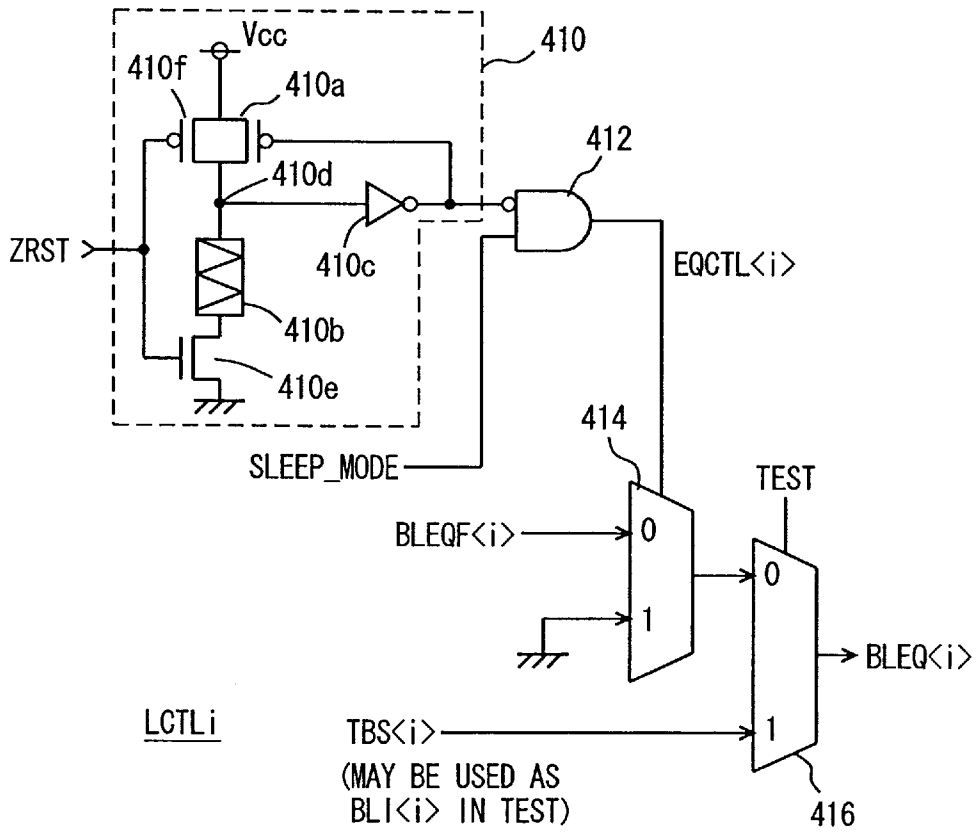 Vcc
410
410f
410a
412
410d
ZRST
410c
EQCTL<i>
410b
410e
414
SLEEP_MODE
TEST
BLEQF<i>
0
0
1
BLEQ<i>
LCTLi
TBS<i>
1
(MAY BE USED AS
BLI<i> IN TEST)
416